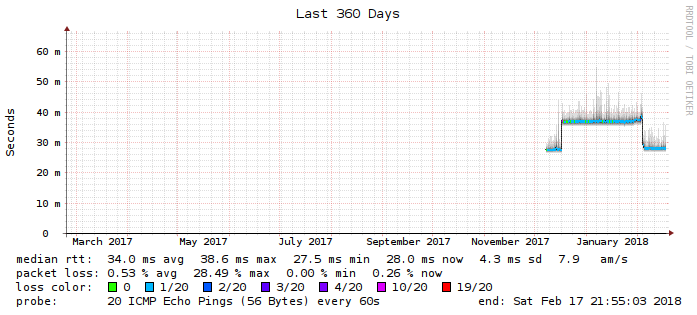 Last 360 Days
RRDTOOL / TOBI OETIKER
Seconds
60 m
50 m
40 m
30 m
20 m
10 m
0
March 2017 May 2017 July 2017 September 2017 November 2017 January 2018
median rtt: 34.0 ms avg 38.6 ms max 27.5 ms min 28.0 ms now 4.3 ms sd 7.9 am/s
packet loss: 0.53 % avg 28.49 % max 0.00 % min 0.26 % now
loss color: 0 1/20 2/20 3/20 4/20 10/20 19/20
probe: 20 ICMP Echo Pings (56 Bytes) every 60s end: Sat Feb 17 21:55:03 2018